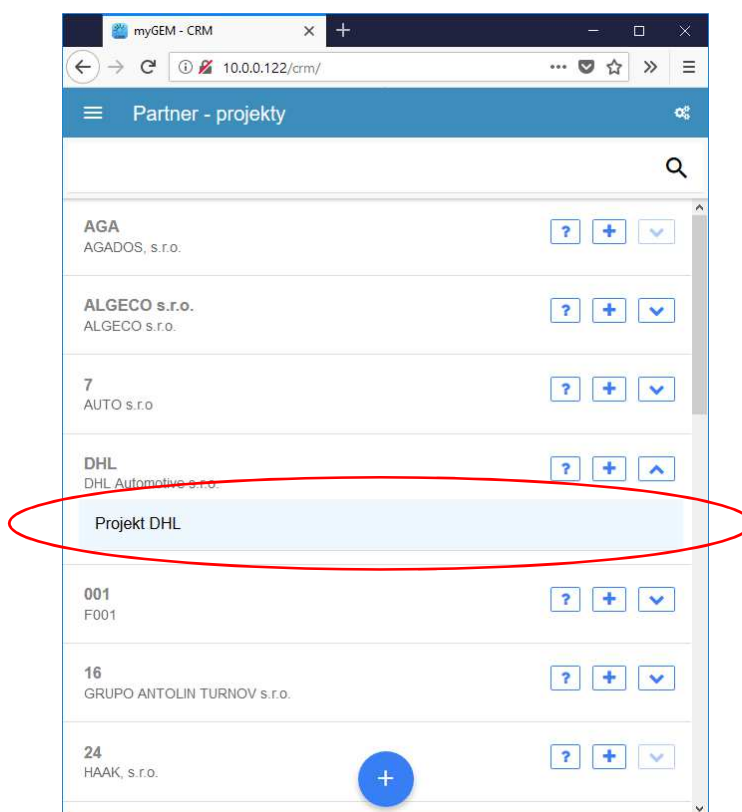 myGEM - CRM
10.0.0.122/crm/
Partner - projekty
AGA
AGADOS, s.r.o.
ALGECO s.r.o.
ALGECO s.r.o.
7
AUTO s.r.o
DHL
DHL Automotive s.r.o.
Projekt DHL
001
F001
16
GRUPO ANTOLIN TURNOV s.r.o.
24
HAAK, s.r.o.